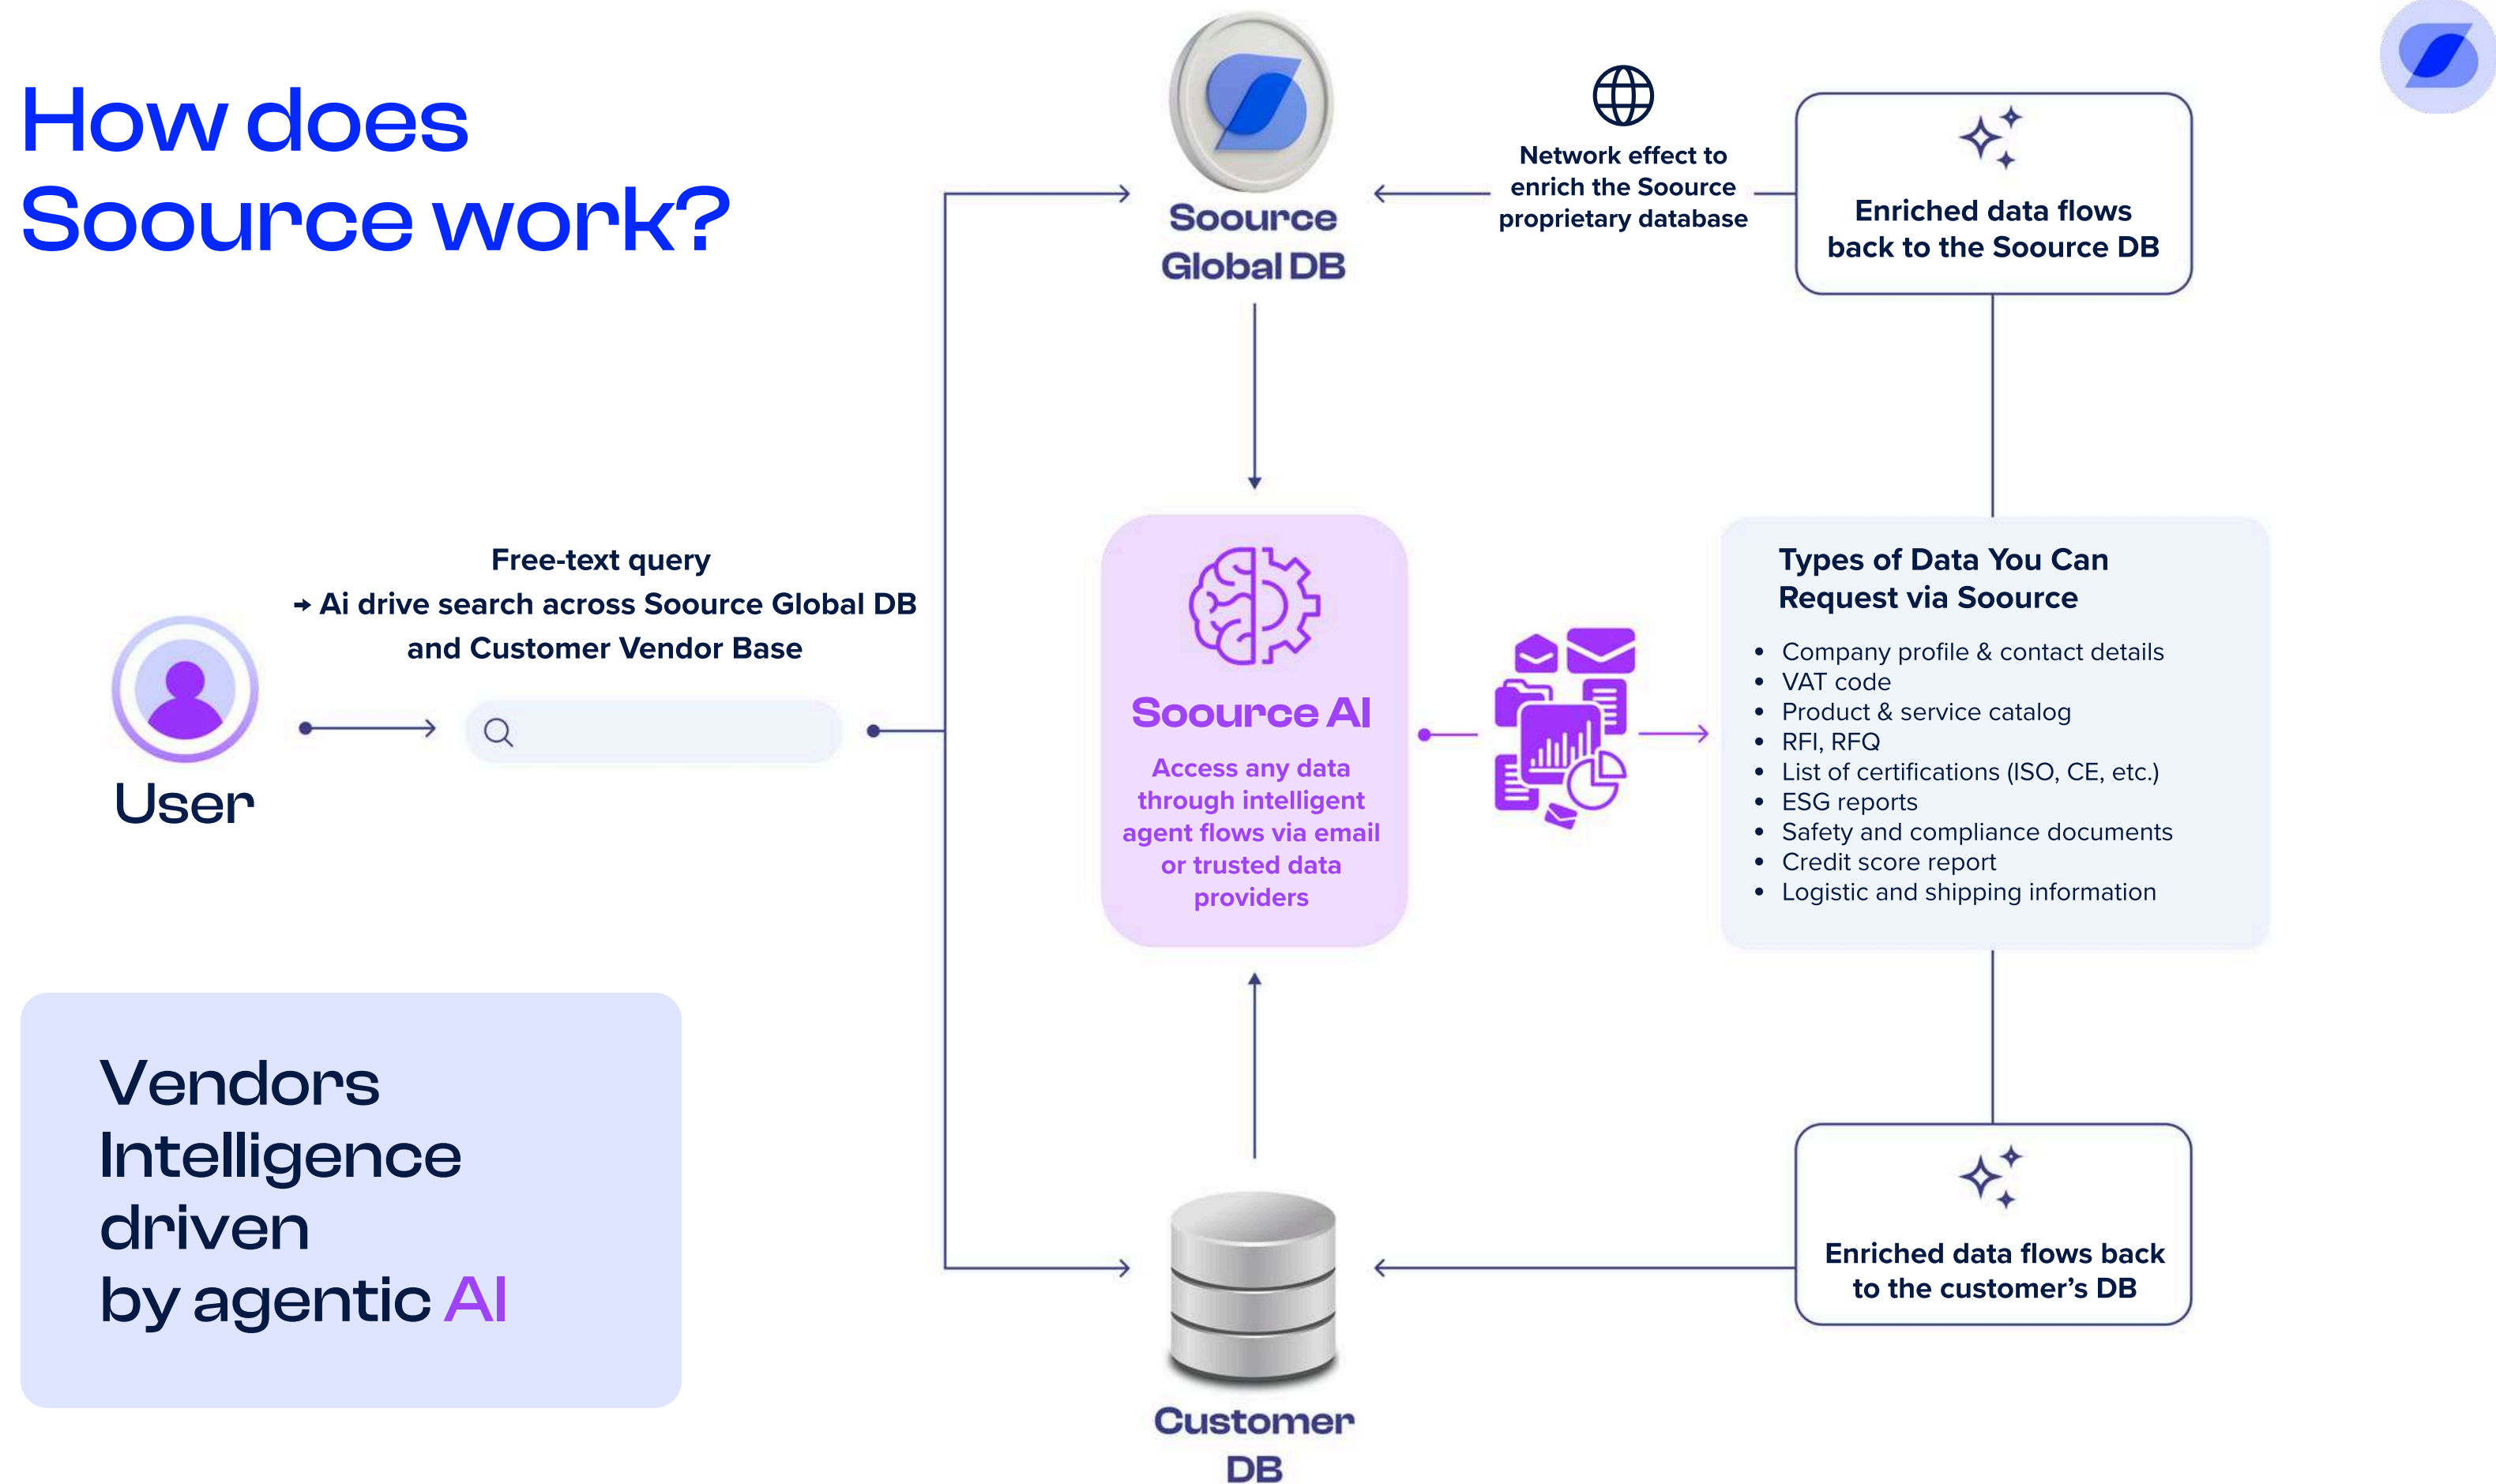 How does
Soource work?
Soource
Global DB
Network effect to
enrich the Soource
proprietary database
Enriched data flows
back to the Soource DB
Free-text query
→ Ai drive search across Soource Global DB
and Customer Vendor Base
User
Soource AI
Access any data
through intelligent
agent flows via email
or trusted data
providers
Types of Data You Can
Request via Soource
• Company profile & contact details
• VAT code
• Product & service catalog
• RFI, RFQ
• List of certifications (ISO, CE, etc.)
• ESG reports
• Safety and compliance documents
• Credit score report
• Logistic and shipping information
Vendors
Intelligence
driven
by agentic AI
Customer
DB
Enriched data flows back
to the customer’s DB